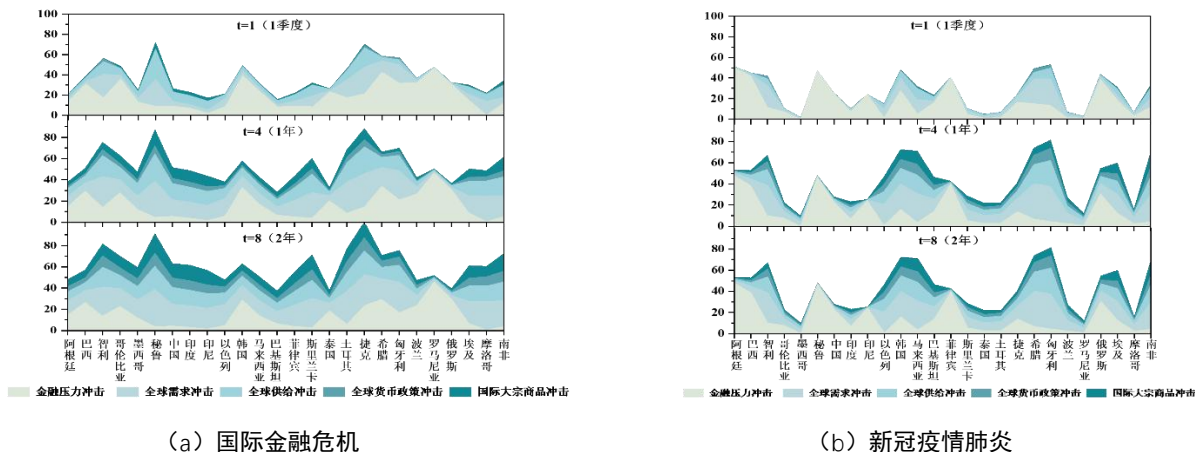 t=1（1季度）
100
80
60
40
20
0
t=4（1年）
80
60
40
20
0
t=8（2年）
80
60
40
20
0
阿根廷 巴西 智利 哥伦比亚 墨西哥 秘鲁 中国 印度 印尼 以色列 韩国 马来西亚 巴基斯坦 菲律宾 斯里兰卡 泰国 土耳其 捷克 希腊 匈牙利 波兰 罗马尼亚 俄罗斯 埃及 摩洛哥 南非
金融压力冲击 全球需求冲击 全球供给冲击 全球货币政策冲击 国际大宗商品冲击
（a）国际金融危机
t=1（1季度）
100
80
60
40
20
0
t=4（1年）
80
60
40
20
0
t=8（2年）
80
60
40
20
0
阿根廷 巴西 智利 哥伦比亚 墨西哥 秘鲁 中国 印度 印尼 以色列 韩国 马来西亚 巴基斯坦 菲律宾 斯里兰卡 泰国 土耳其 捷克 希腊 匈牙利 波兰 罗马尼亚 俄罗斯 埃及 摩洛哥 南非
金融压力冲击 全球需求冲击 全球供给冲击 全球货币政策冲击 国际大宗商品冲击
（b）新冠疫情肺炎